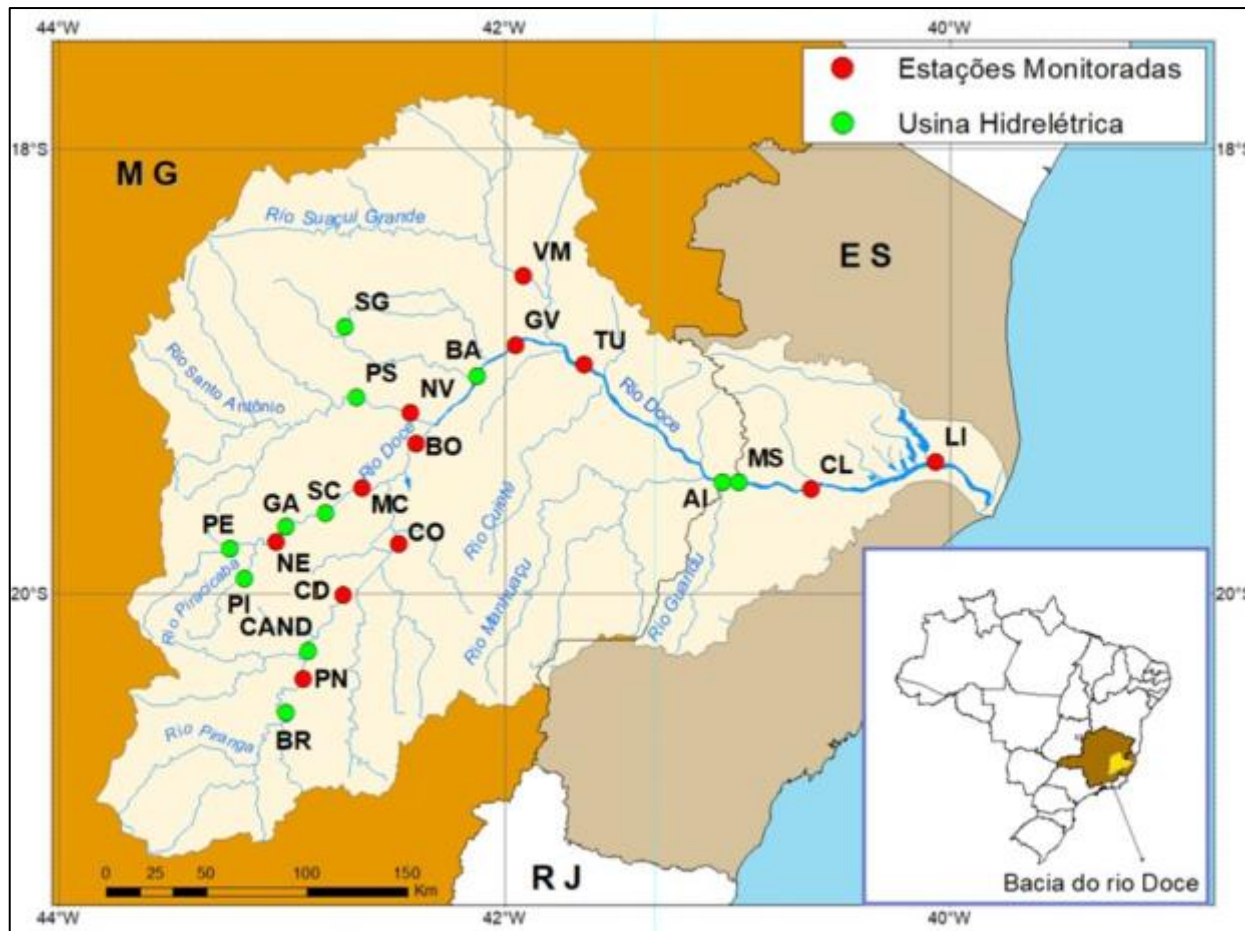 44°W
42°W
40°W
Estações Monitoradas
Usina Hidrelétrica
18°S
18°S
M G
E S
Rio Suaçuí Grande
VM
SG
GV
TU
BA
PS
NV
Rio Santo Antônio
Rio Doce
BO
Rio Doce
LI
MS
CL
SC
GA
MC
AI
PE
CO
Rio Cuieté
NE
Rio Piracicaba
PI
CD
20°S
20°S
CAND
Rio Manhuaçu
Rio Guandu
PN
Rio Piranga
BR
0 25 50 100 150
Km
R J
Bacia do rio Doce
44°W
42°W
40°W